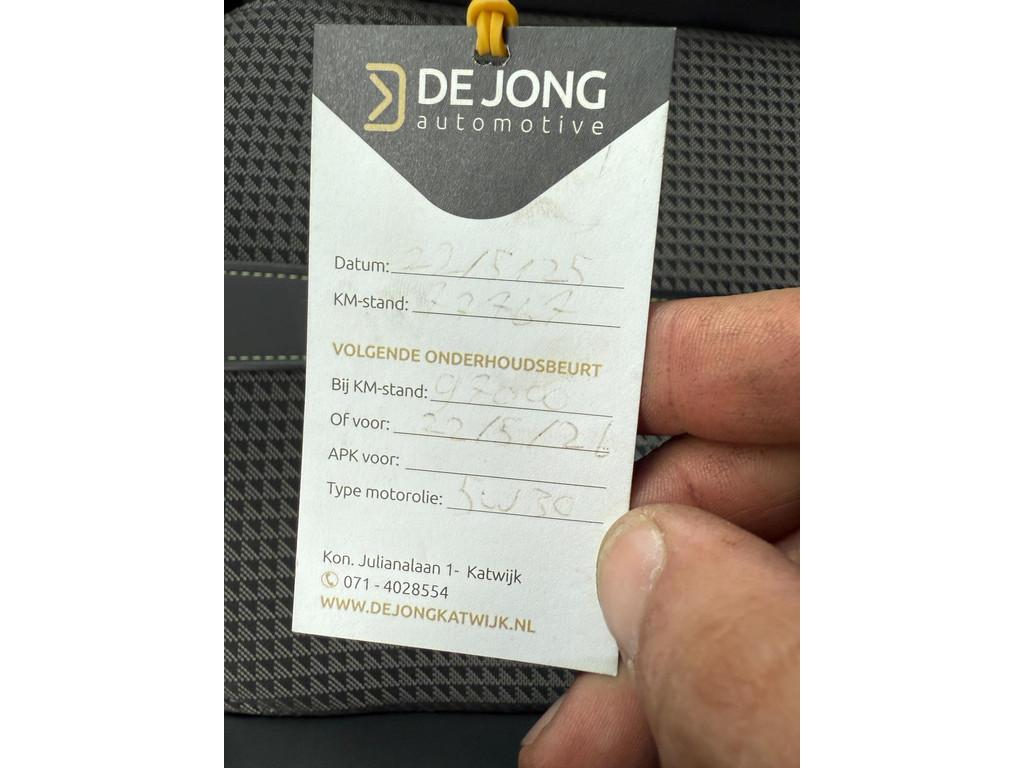 DE JONG
automotive
Datum: 22/5/25
KM-stand: 72767
VOLGENDE ONDERHOUDSBEURT
Bij KM-stand: 97000
Of voor: 22/5/26
APK voor:
Type motorolie: 5W30
Kon. Julianalaan 1- Katwijk
071 - 4028554
WWW.DEJONGKATWIJK.NL